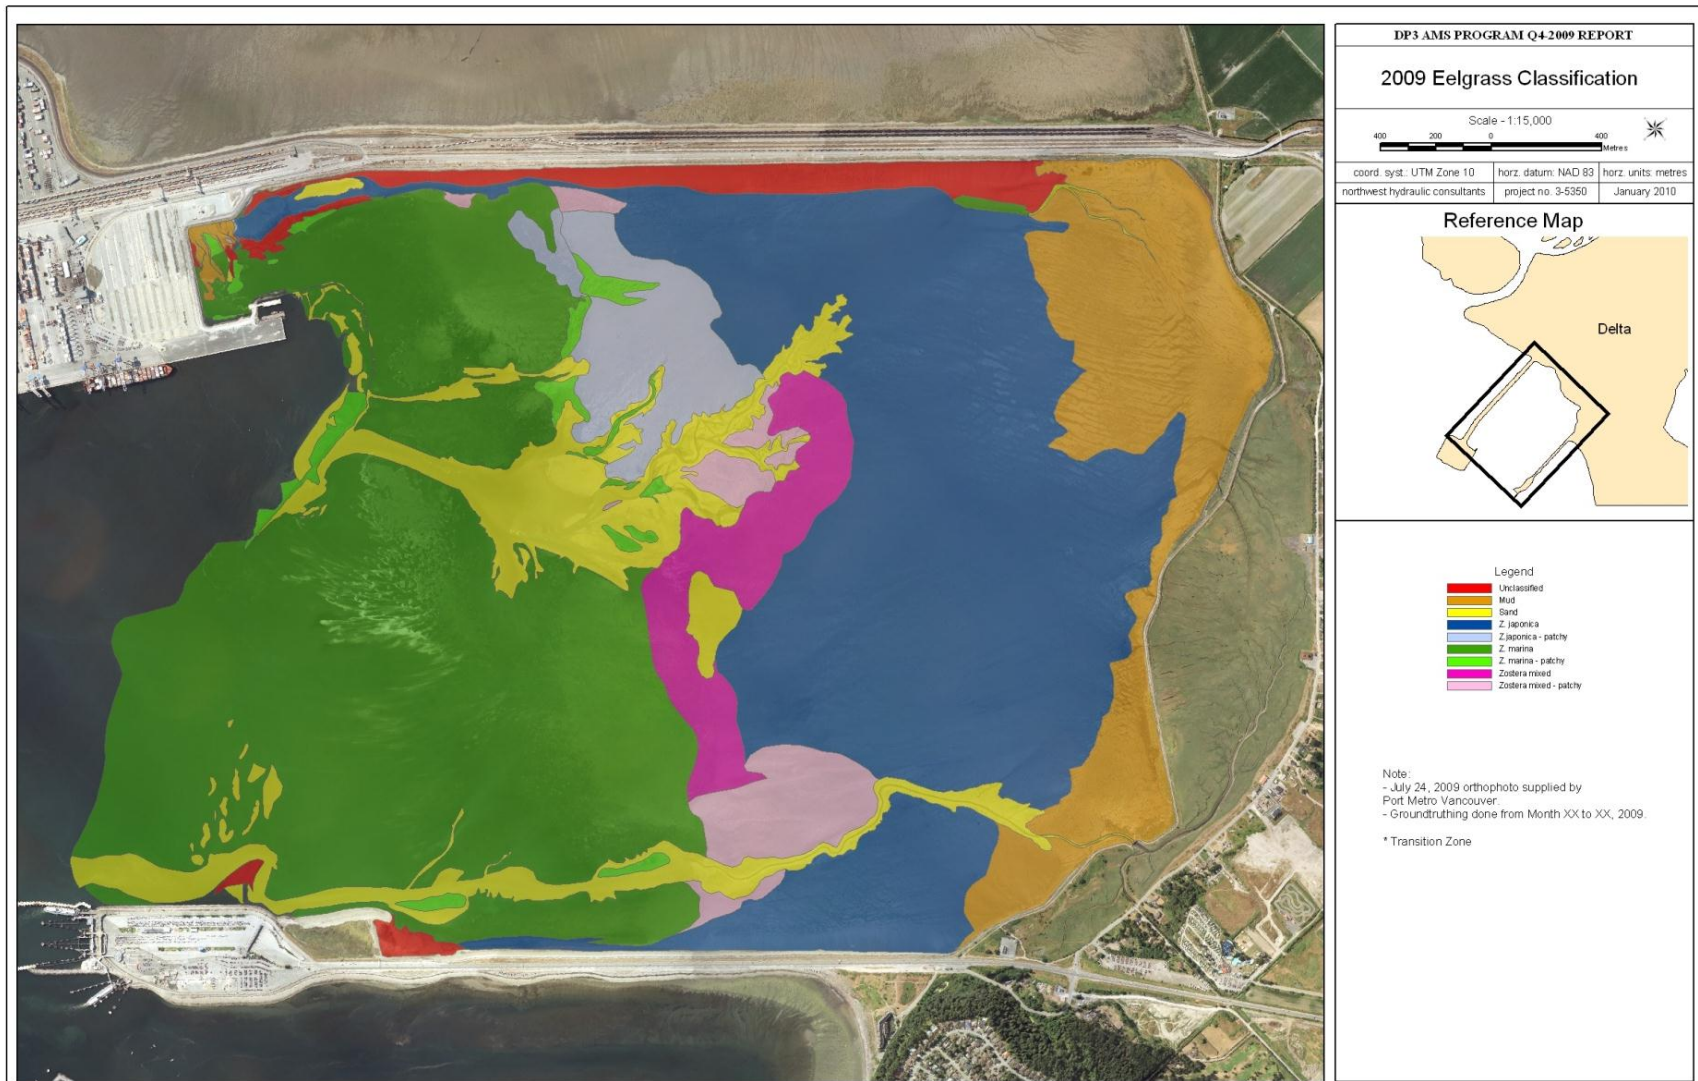 DP3 AMS PROGRAM Q4-2009 REPORT
2009 Eelgrass Classification
Scale - 1:15,000
400 200 0 400
Metres
coord. syst.: UTM Zone 10 horz. datum: NAD 83 horz. units: metres
northwest hydraulic consultants project no. 3-5350 January 2010
Reference Map
Delta
Legend
Unclassified
Mud
Sand
Z. japonica
Z.japonica - patchy
Z. marina
Z. marina - patchy
Zostera mixed
Zostera mixed - patchy
Note:
- July 24, 2009 orthophoto supplied by
Port Metro Vancouver.
- Groundtruthing done from Month XX to XX, 2009.
* Transition Zone